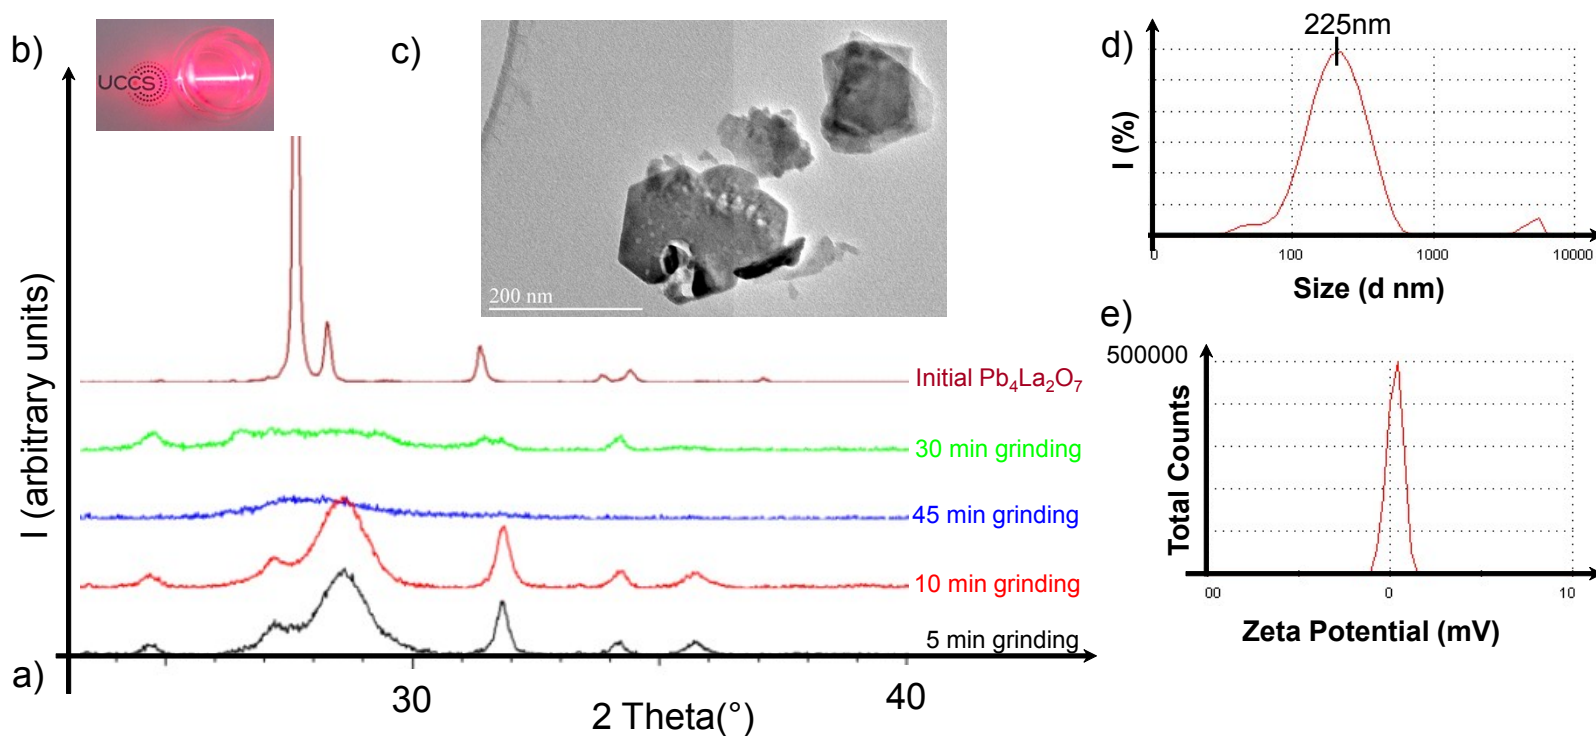 b)
UCCS
c)
200 nm
I (arbitrary units)
Initial Pb₄La₂O₇
30 min grinding
45 min grinding
10 min grinding
5 min grinding
a)
30
40
2 Theta(°)
d)
225nm
I (%)
0
100
1000
10000
Size (d nm)
e)
500000
Total Counts
00
0
10
Zeta Potential (mV)